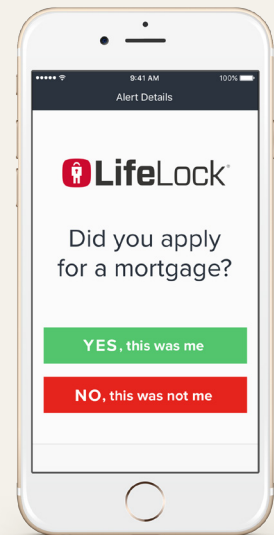 9:41 AM
100%
Alert Details
LifeLock®
Did you apply
for a mortgage?
YES, this was me
NO, this was not me